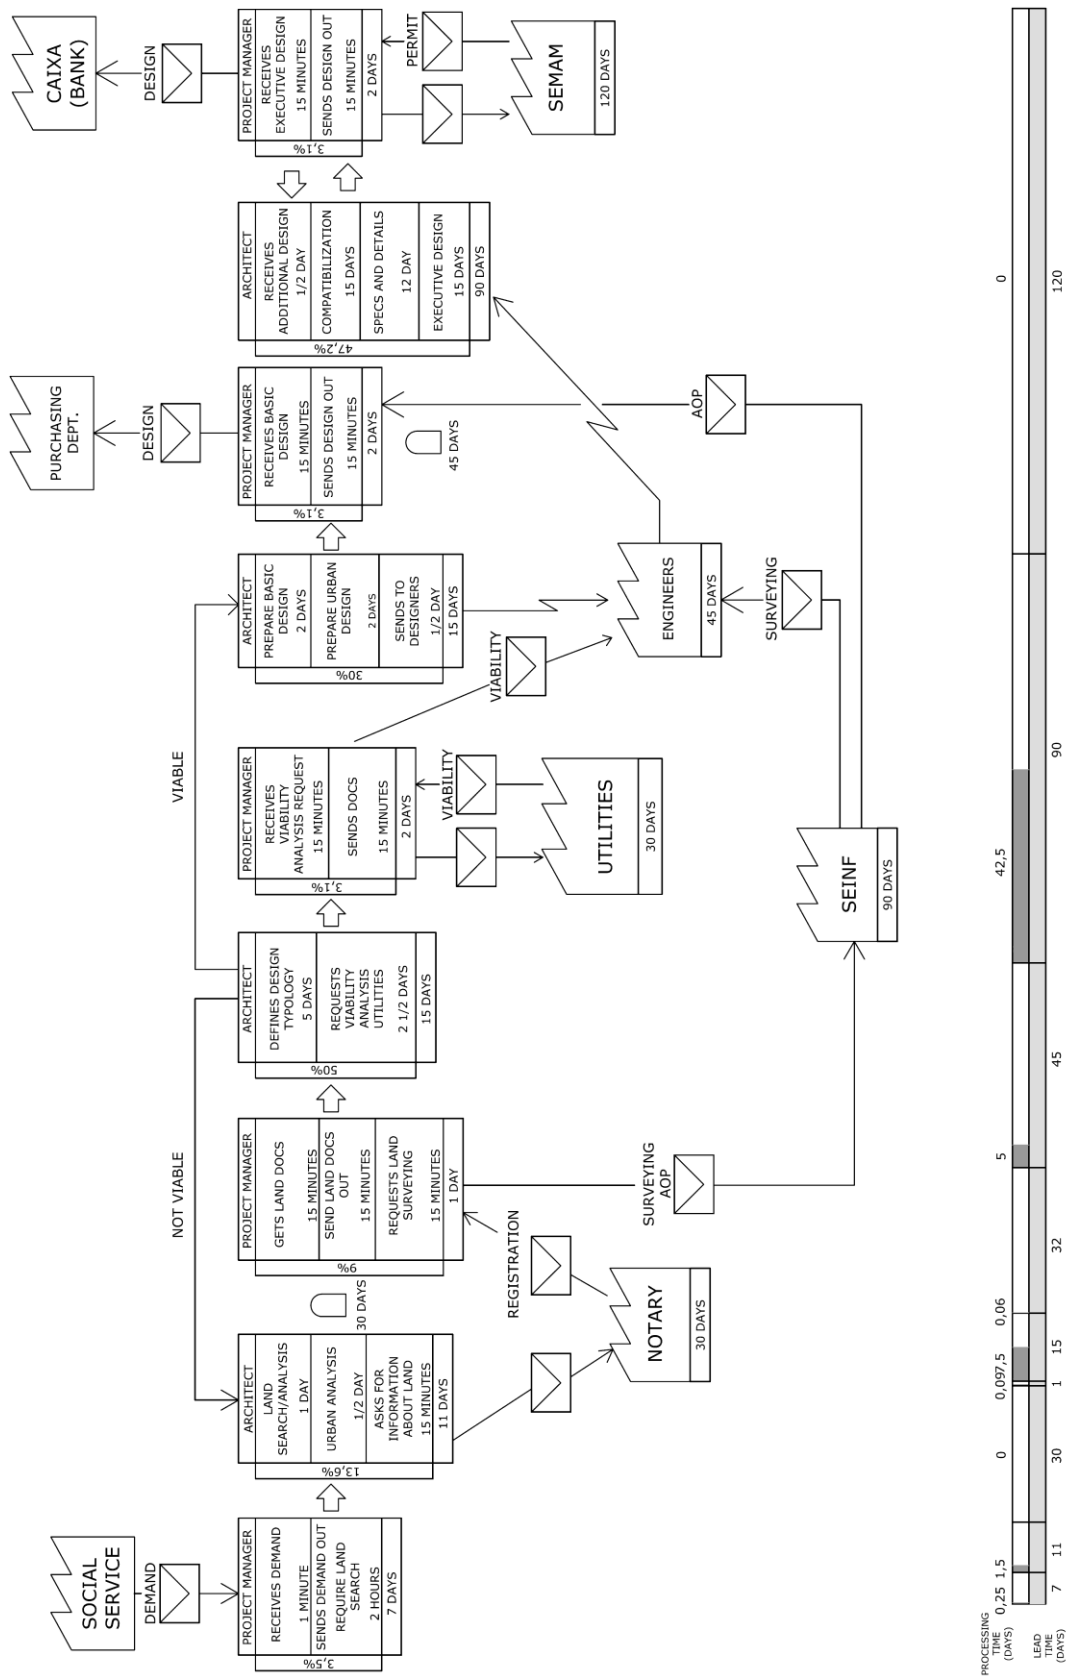 SOCIAL
SERVICE
DEMAND
PROJECT MANAGER
RECEIVES DEMAND
1 MINUTE
SENDS DEMAND OUT
REQUIRE LAND
SEARCH
2 HOURS
7 DAYS
3,5%
NOT VIABLE
ARCHITECT
LAND
SEARCH/ANALYSIS
1 DAY
URBAN ANALYSIS
1/2 DAY
ASKS FOR
INFORMATION
ABOUT LAND
15 MINUTES
11 DAYS
13,6%
30 DAYS
NOTARY
30 DAYS
REGISTRATION
PROJECT MANAGER
GETS LAND DOCS
15 MINUTES
SEND LAND DOCS
OUT
15 MINUTES
REQUESTS LAND
SURVEYING
15 MINUTES
1 DAY
9%
SURVEYING
AOP
ARCHITECT
DEFINES DESIGN
TYPOLOGY
5 DAYS
REQUESTS
VIABILITY
ANALYSIS
UTILITIES
2 1/2 DAYS
15 DAYS
50%
VIABLE
PROJECT MANAGER
RECEIVES
VIABILITY
ANALYSIS REQUEST
15 MINUTES
SENDS DOCS
15 MINUTES
2 DAYS
3,1%
VIABILITY
UTILITIES
30 DAYS
SEINF
90 DAYS
VIABILITY
ARCHITECT
PREPARE BASIC
DESIGN
2 DAYS
PREPARE URBAN
DESIGN
2 DAYS
SENDS TO
DESIGNERS
1/2 DAY
15 DAYS
30%
ENGINEERS
45 DAYS
SURVEYING
PURCHASING
DEPT.
DESIGN
PROJECT MANAGER
RECEIVES BASIC
DESIGN
15 MINUTES
SENDS DESIGN OUT
15 MINUTES
2 DAYS
3,1%
45 DAYS
AOP
ARCHITECT
RECEIVES
ADDITIONAL DESIGN
1/2 DAY
COMPATIBILIZATION
15 DAYS
SPECS AND DETAILS
12 DAY
EXECUTIVE DESIGN
15 DAYS
90 DAYS
47,2%
CAIXA
(BANK)
DESIGN
PROJECT MANAGER
RECEIVES
EXECUTIVE DESIGN
15 MINUTES
SENDS DESIGN OUT
15 MINUTES
2 DAYS
3,1%
PERMIT
SEMAM
120 DAYS
PROCESSING
TIME
(DAYS)
0,25 1,5 0 0,097,5 0,06 5 42,5 0
LEAD
TIME
(DAYS)
7 11 30 1 15 32 45 90 120